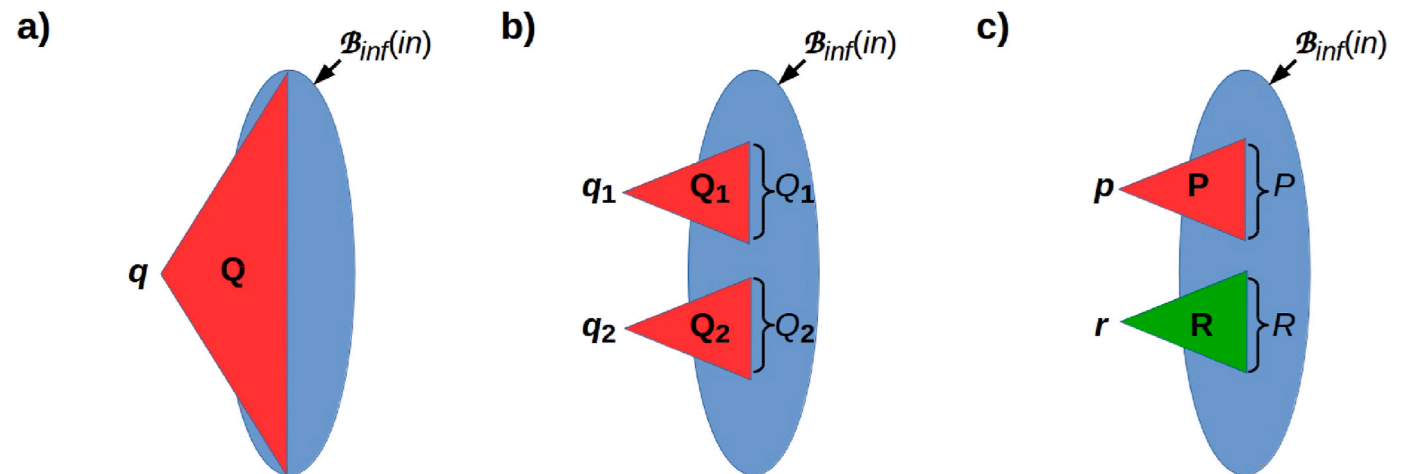 a)
ℬinf(in)
q
Q
b)
ℬinf(in)
q1
Q1
Q1
q2
Q2
Q2
c)
ℬinf(in)
p
P
P
r
R
R